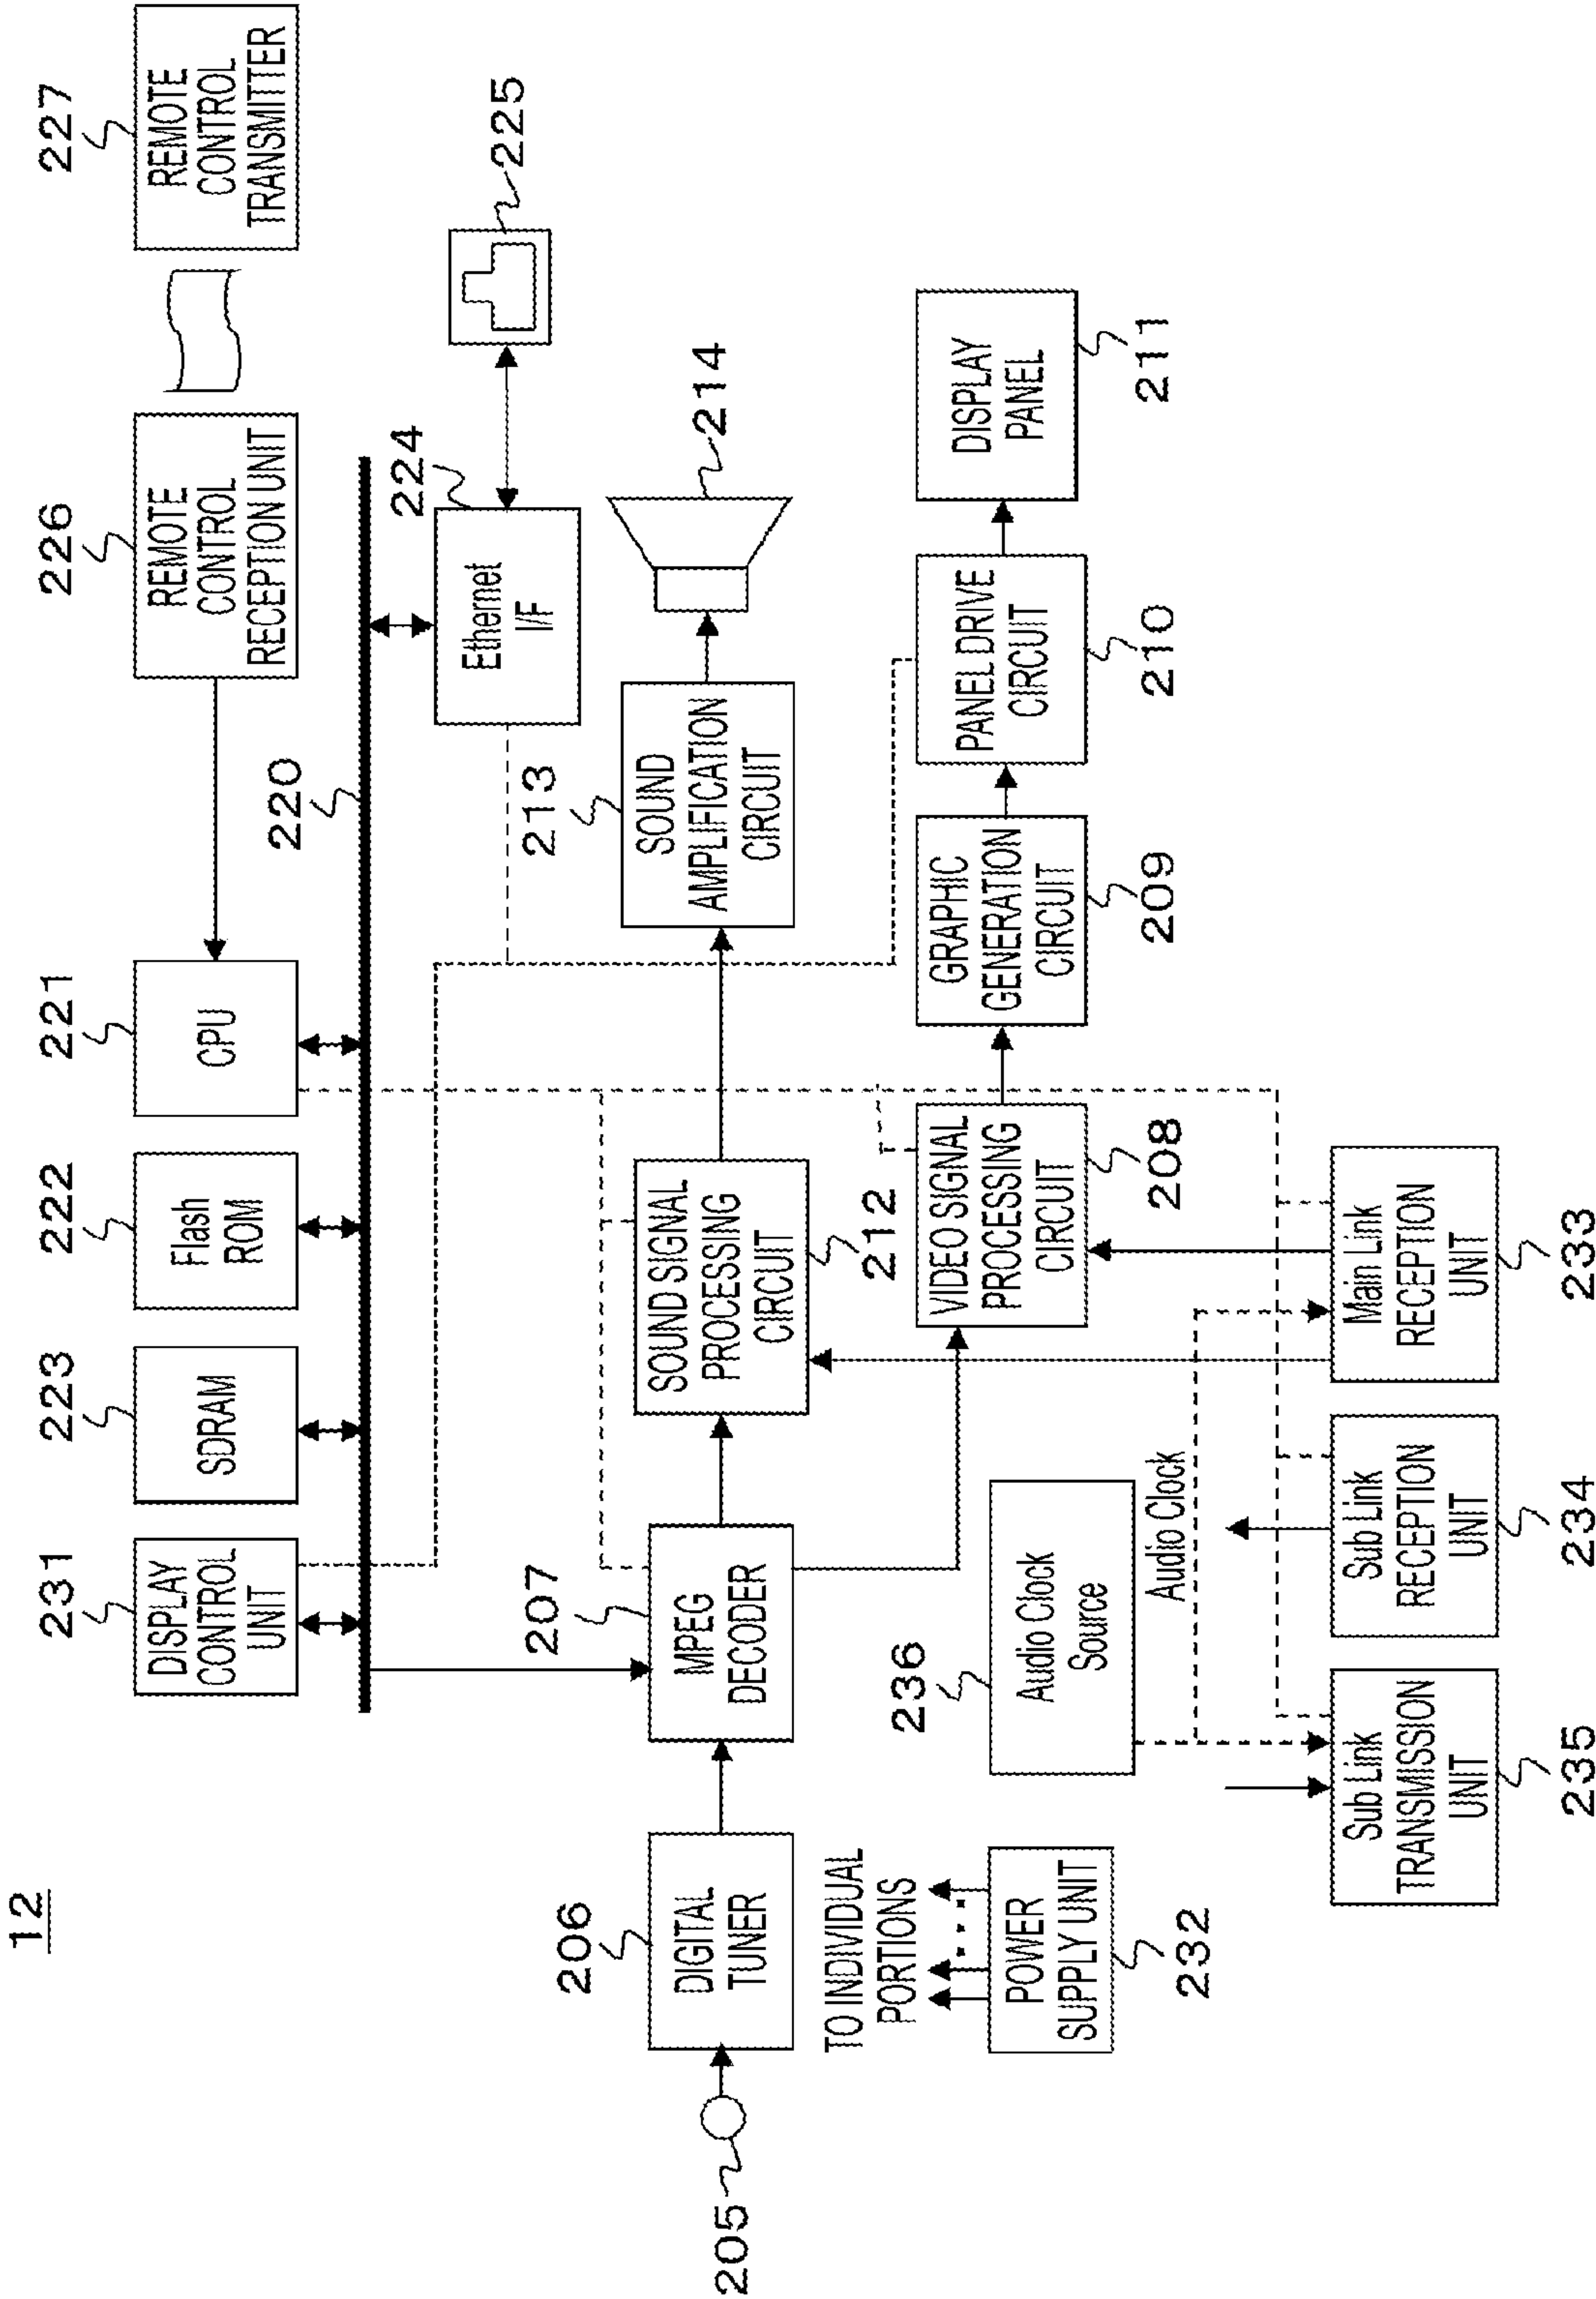 12
231
DISPLAY
CONTROL
UNIT
223
SDRAM
222
Flash
ROM
221
CPU
226
REMOTE
CONTROL
RECEPTION UNIT
227
REMOTE
CONTROL
TRANSMITTER
220
224
Ethernet
I/F
225
205
206
DIGITAL
TUNER
207
MPEG
DECODER
SOUND SIGNAL
PROCESSING
CIRCUIT
212
213
SOUND
AMPLIFICATION
CIRCUIT
214
TO INDIVIDUAL
PORTIONS
POWER
SUPPLY UNIT
232
236
Audio Clock
Source
Audio Clock
VIDEO SIGNAL
PROCESSING
CIRCUIT
208
GRAPHIC
GENERATION
CIRCUIT
209
PANEL DRIVE
CIRCUIT
210
DISPLAY
PANEL
211
Sub Link
TRANSMISSION
UNIT
235
Sub Link
RECEPTION
UNIT
234
Main Link
RECEPTION
UNIT
233